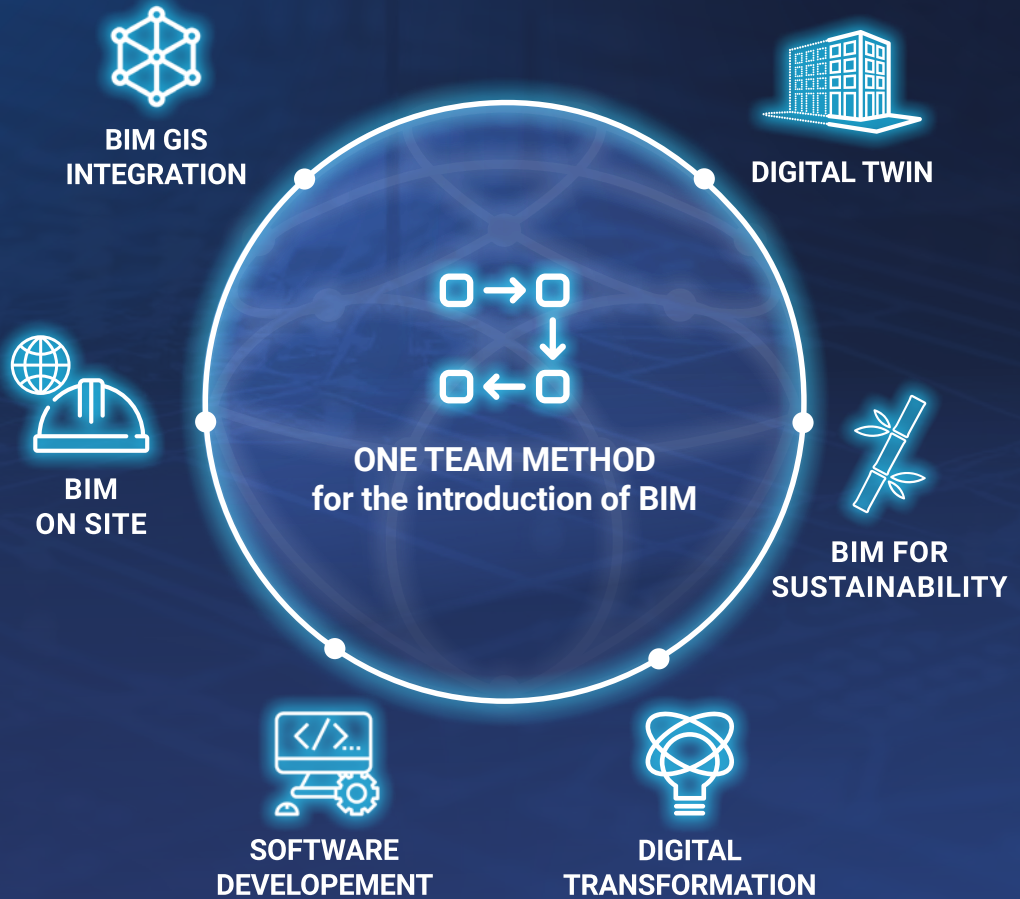 BIM GIS
INTEGRATION
DIGITAL TWIN
</>...
ONE TEAM METHOD
for the introduction of BIM
BIM
ON SITE
BIM FOR
SUSTAINABILITY
SOFTWARE
DEVELOPEMENT
DIGITAL
TRANSFORMATION